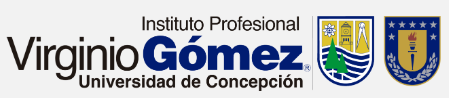 Instituto Profesional
Virginio Gómez®
Universidad de Concepción